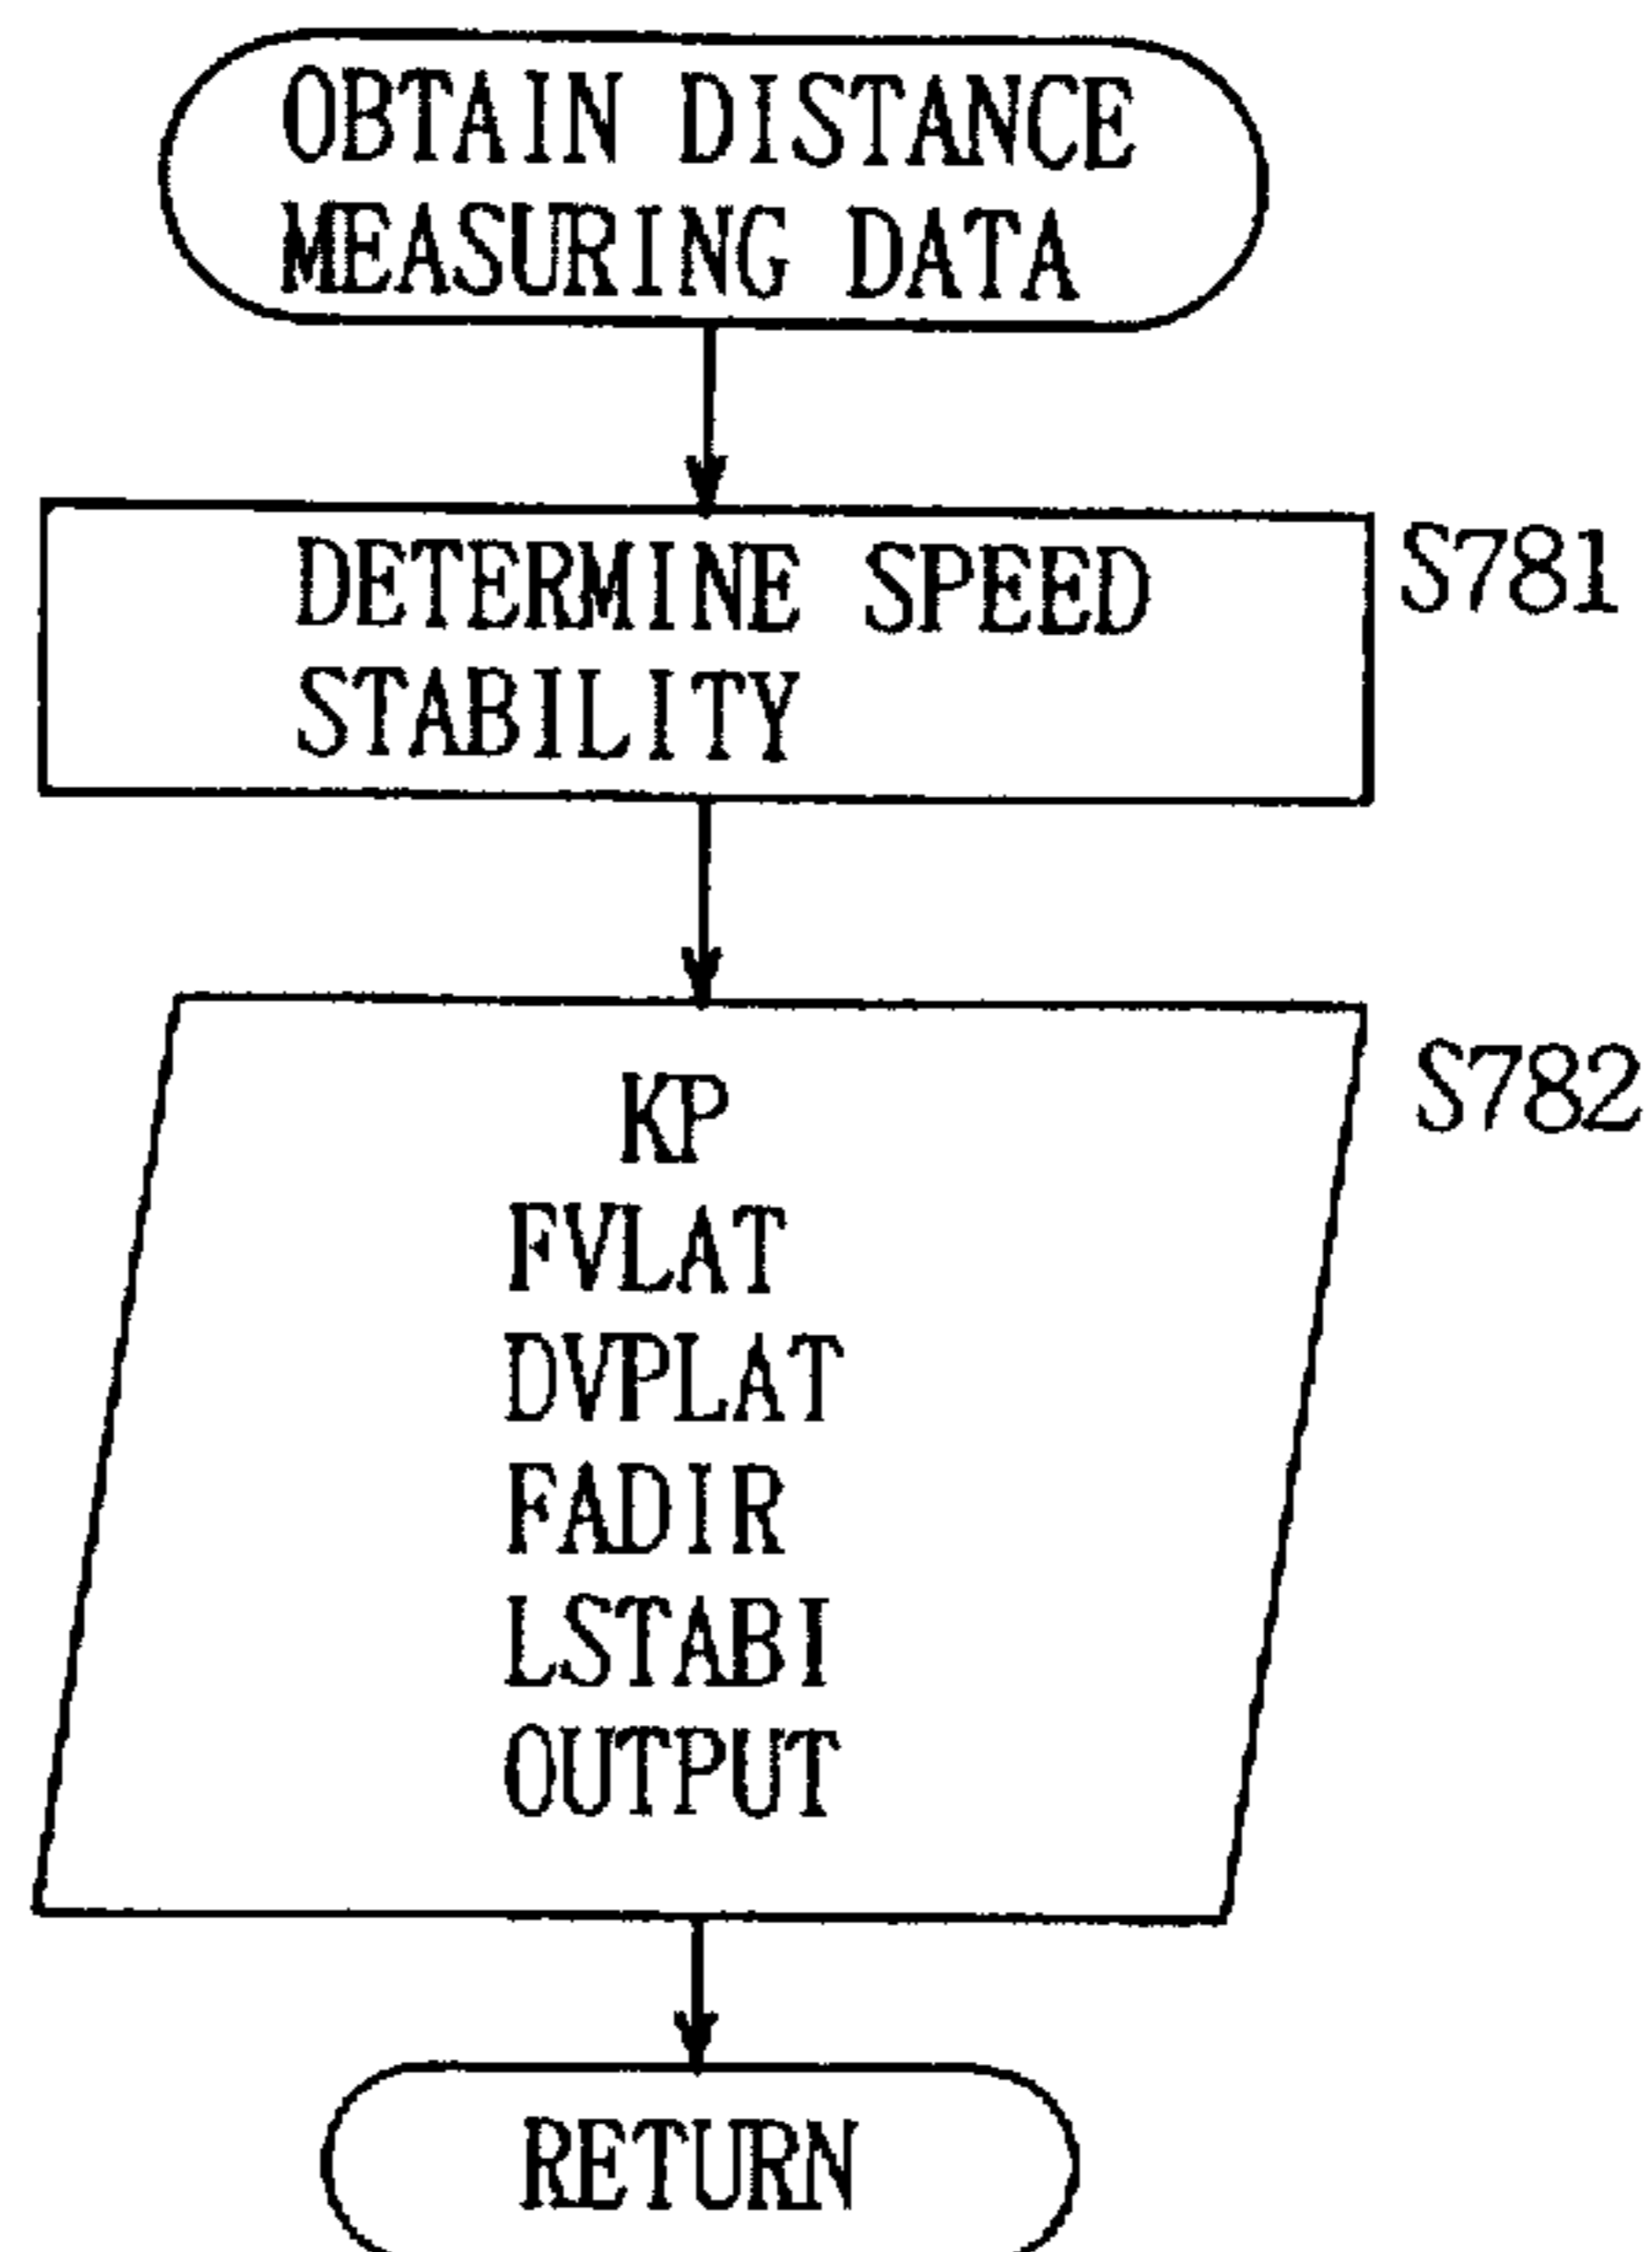 OBTAIN DISTANCE
MEASURING DATA
DETERMINE SPEED
STABILITY
S781
KP
FVLAT
DVPLAT
FADIR
LSTABI
OUTPUT
S782
RETURN